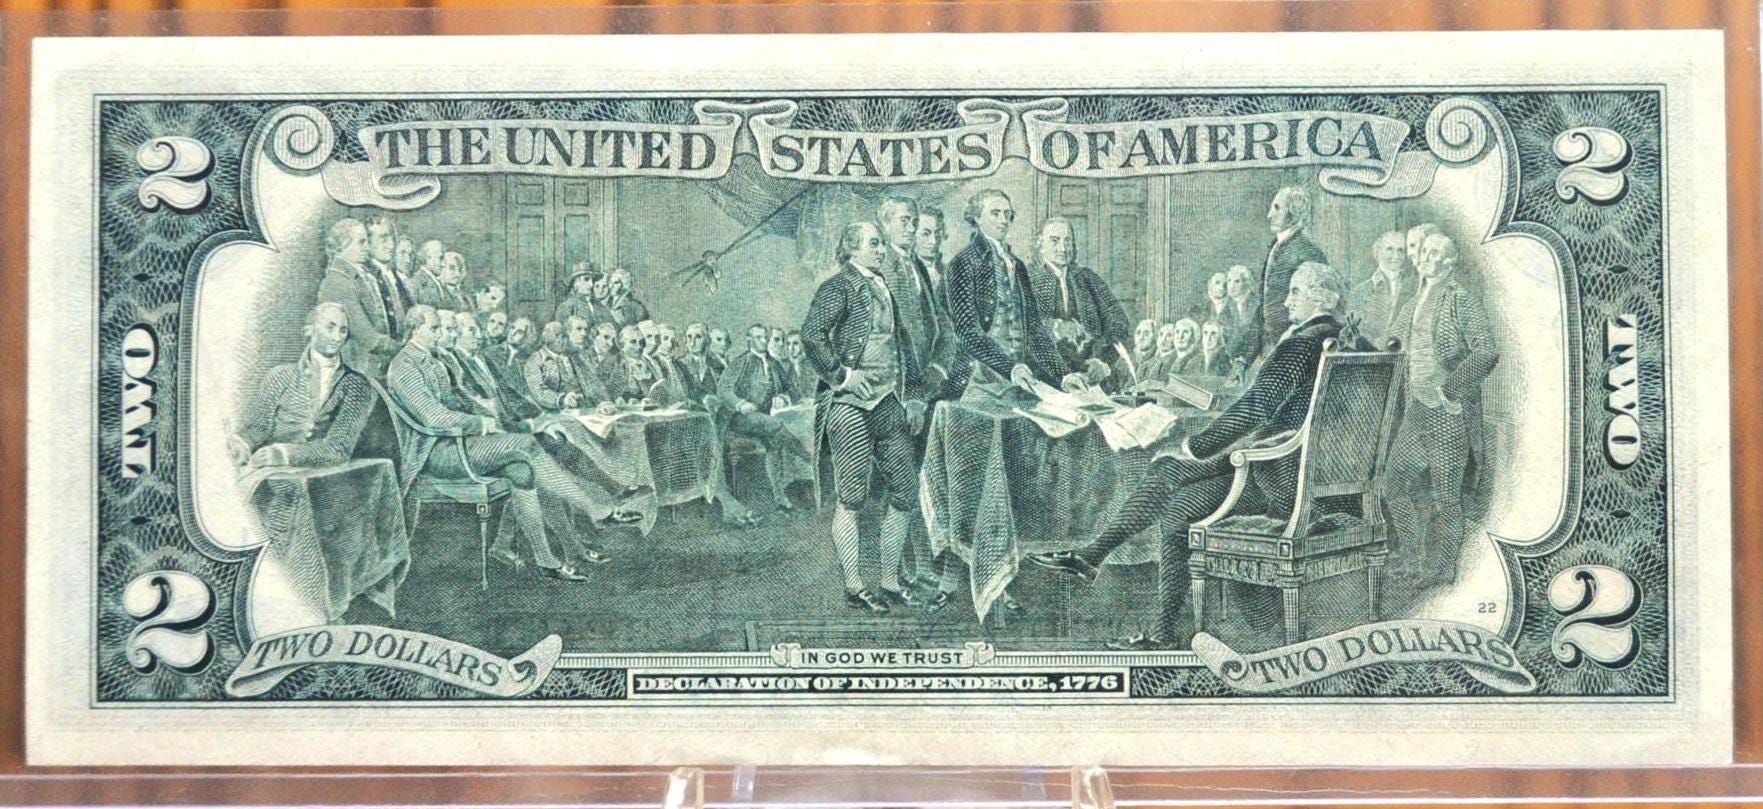 2 THE UNITED STATES OF AMERICA 2
TWO
TWO
22
2 TWO DOLLARS
IN GOD WE TRUST
TWO DOLLARS 2
DECLARATION OF INDEPENDENCE, 1776